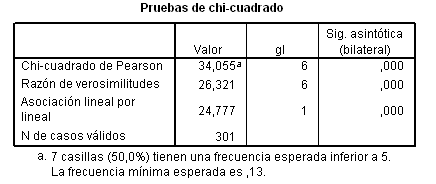 Pruebas de chi-cuadrado
Valor gl Sig. asintótica (bilateral)
Chi-cuadrado de Pearson 34,055a 6 ,000
Razón de verosimilitudes 26,321 6 ,000
Asociación lineal por lineal 24,777 1 ,000
N de casos válidos 301
a. 7 casillas (50,0%) tienen una frecuencia esperada inferior a 5.
La frecuencia mínima esperada es ,13.